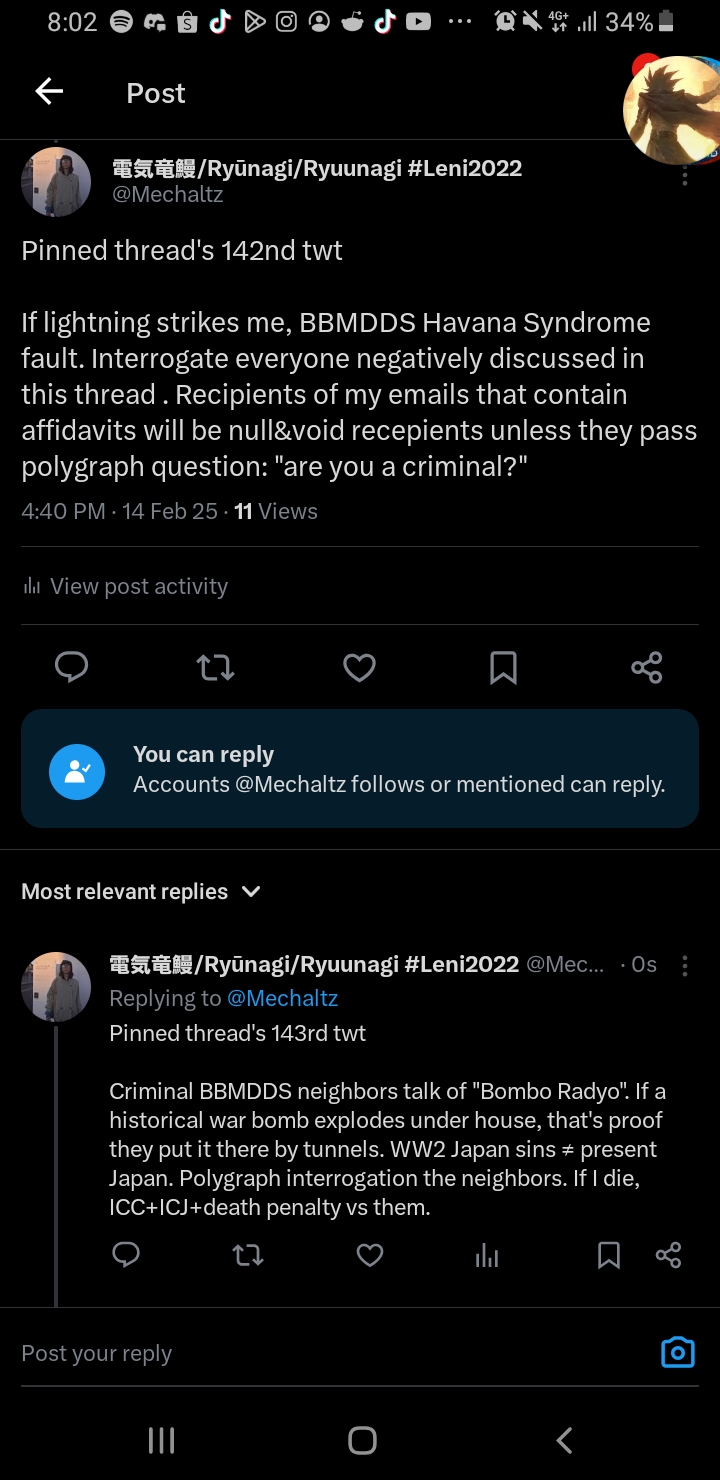 8:02 4G+ 34%
Post
電気竜鰻/Ryūnagi/Ryuunagi #Leni2022
@Mechaltz
Pinned thread's 142nd twt
If lightning strikes me, BBMDDS Havana Syndrome
fault. Interrogate everyone negatively discussed in
this thread . Recipients of my emails that contain
affidavits will be null&void recepients unless they pass
polygraph question: "are you a criminal?"
4:40 PM · 14 Feb 25 · 11 Views
View post activity
You can reply
Accounts @Mechaltz follows or mentioned can reply.
Most relevant replies
電気竜鰻/Ryūnagi/Ryuunagi #Leni2022 @Mec... · 0s
Replying to @Mechaltz
Pinned thread's 143rd twt
Criminal BBMDDS neighbors talk of "Bombo Radyo". If a
historical war bomb explodes under house, that's proof
they put it there by tunnels. WW2 Japan sins ≠ present
Japan. Polygraph interrogation the neighbors. If I die,
ICC+ICJ+death penalty vs them.
Post your reply